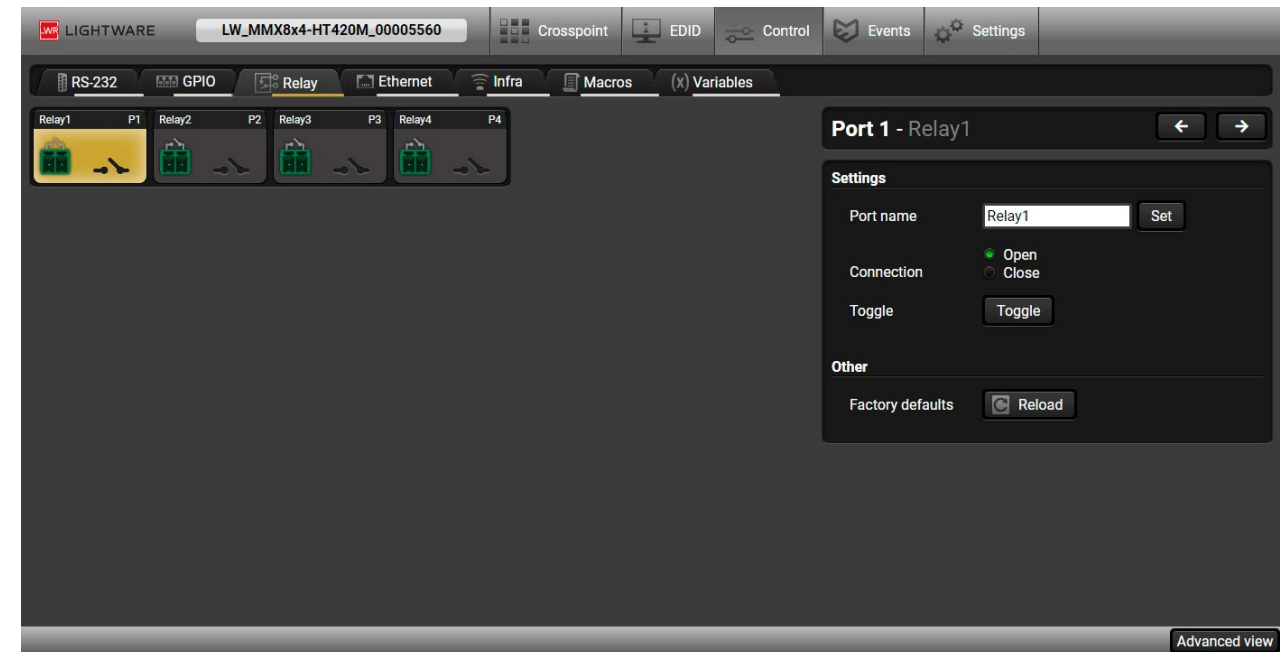 LWR LIGHTWARE LW_MMX8x4-HT420M_00005560 Crosspoint EDID Control Events Settings
RS-232 GPIO Relay Ethernet Infra Macros (x) Variables
Relay1 P1 Relay2 P2 Relay3 P3 Relay4 P4
Port 1 - Relay1
Settings
Port name Relay1 Set
Open
Connection Close
Toggle Toggle
Other
Factory defaults Reload
Advanced view